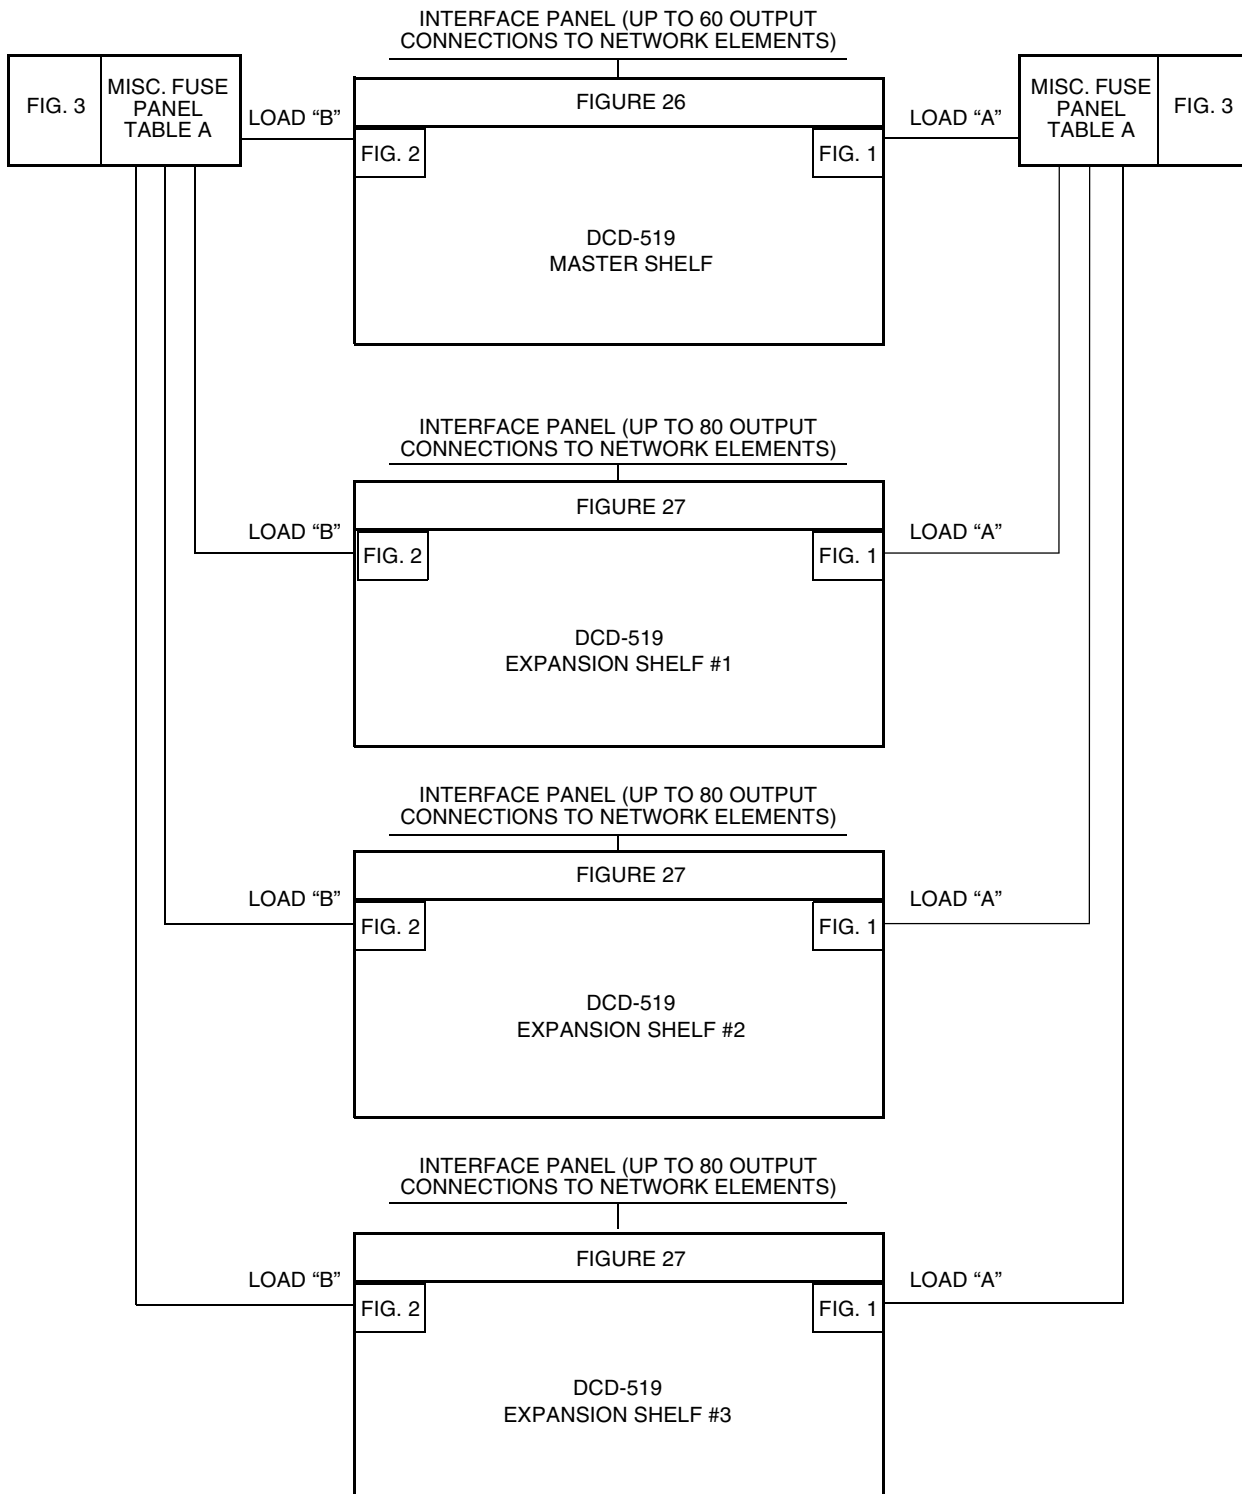 INTERFACE PANEL (UP TO 60 OUTPUT
CONNECTIONS TO NETWORK ELEMENTS)
FIG. 3
MISC. FUSE
PANEL
TABLE A
LOAD “B”
FIGURE 26
LOAD “A”
MISC. FUSE
PANEL
TABLE A
FIG. 3
FIG. 2
FIG. 1
DCD-519
MASTER SHELF
INTERFACE PANEL (UP TO 80 OUTPUT
CONNECTIONS TO NETWORK ELEMENTS)
FIGURE 27
LOAD “B”
LOAD “A”
FIG. 2
FIG. 1
DCD-519
EXPANSION SHELF #1
INTERFACE PANEL (UP TO 80 OUTPUT
CONNECTIONS TO NETWORK ELEMENTS)
FIGURE 27
LOAD “B”
LOAD “A”
FIG. 2
FIG. 1
DCD-519
EXPANSION SHELF #2
INTERFACE PANEL (UP TO 80 OUTPUT
CONNECTIONS TO NETWORK ELEMENTS)
FIGURE 27
LOAD “B”
LOAD “A”
FIG. 2
FIG. 1
DCD-519
EXPANSION SHELF #3